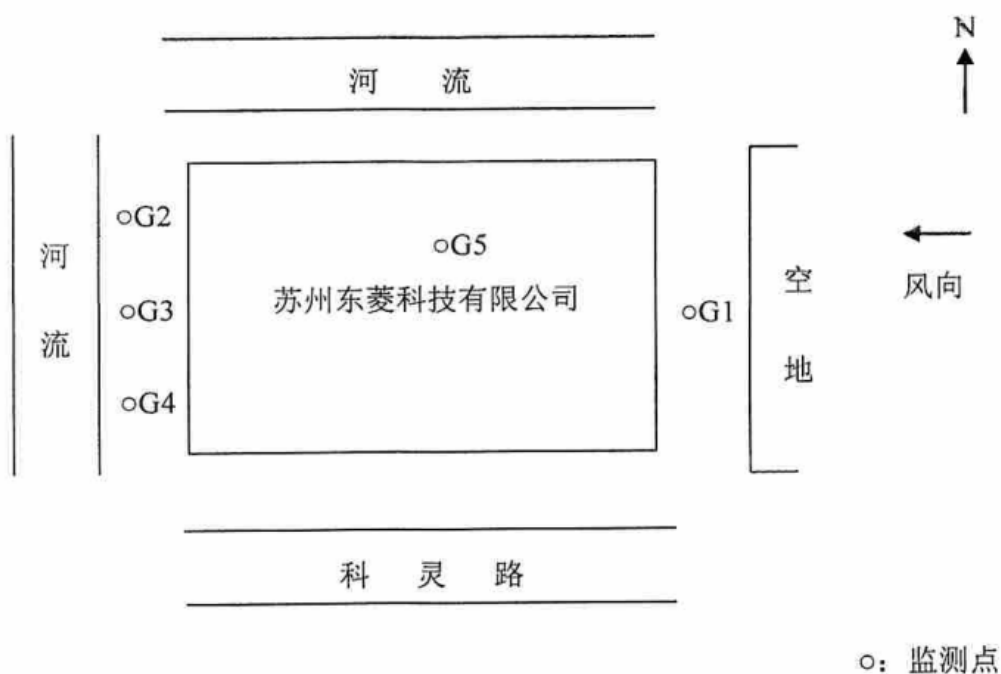 N
河 流
河流
○G2
○G5
苏州东菱科技有限公司
○G3
○G1
○G4
空地
风向
科 灵 路
○：监测点